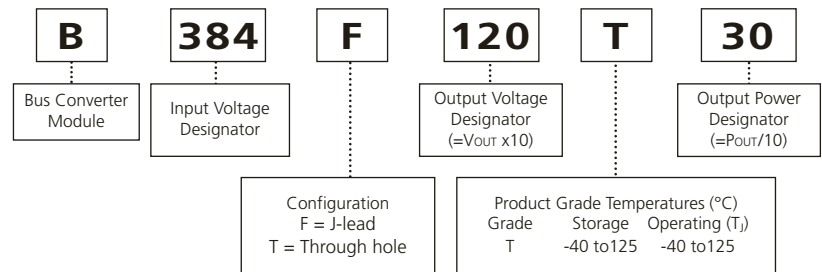 B 384 F 120 T 30
Bus Converter
Module
Input Voltage
Designator
Output Voltage
Designator
(=VOUT x10)
Output Power
Designator
(=POUT/10)
Configuration
F = J-lead
T = Through hole
Product Grade Temperatures (°C)
Grade Storage Operating (TJ)
T -40 to125 -40 to125